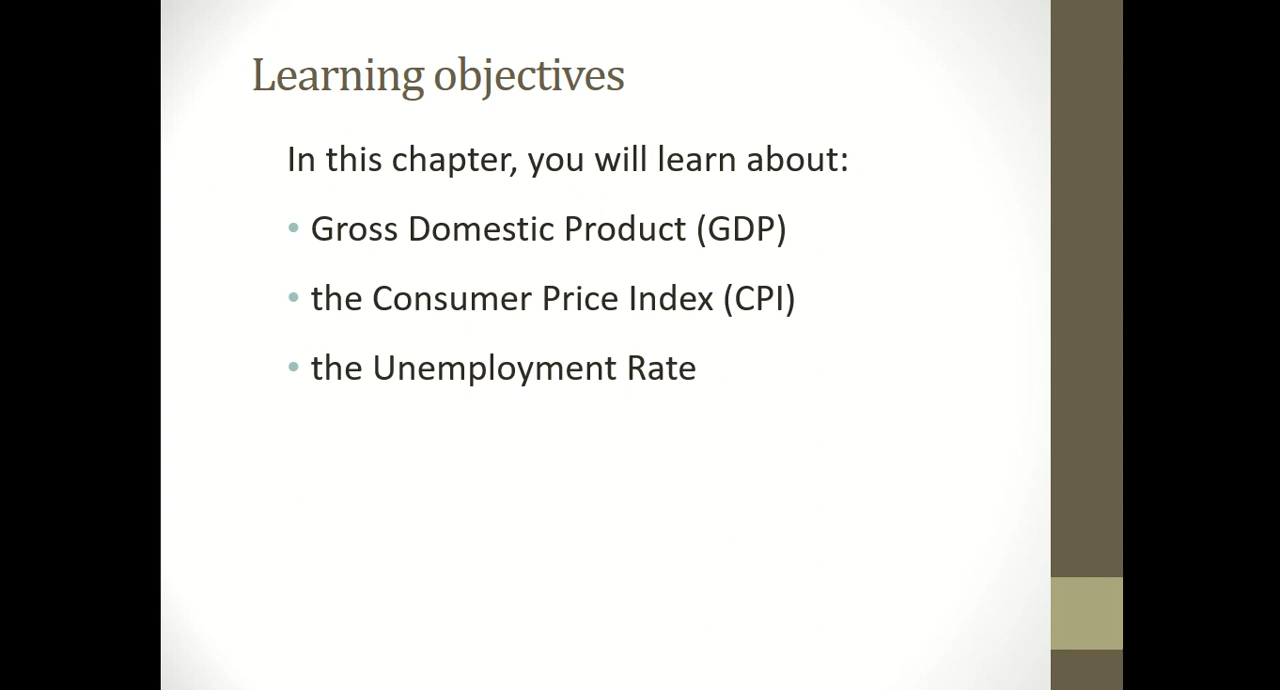 Learning objectives
In this chapter, you will learn about:
• Gross Domestic Product (GDP)
• the Consumer Price Index (CPI)
• the Unemployment Rate